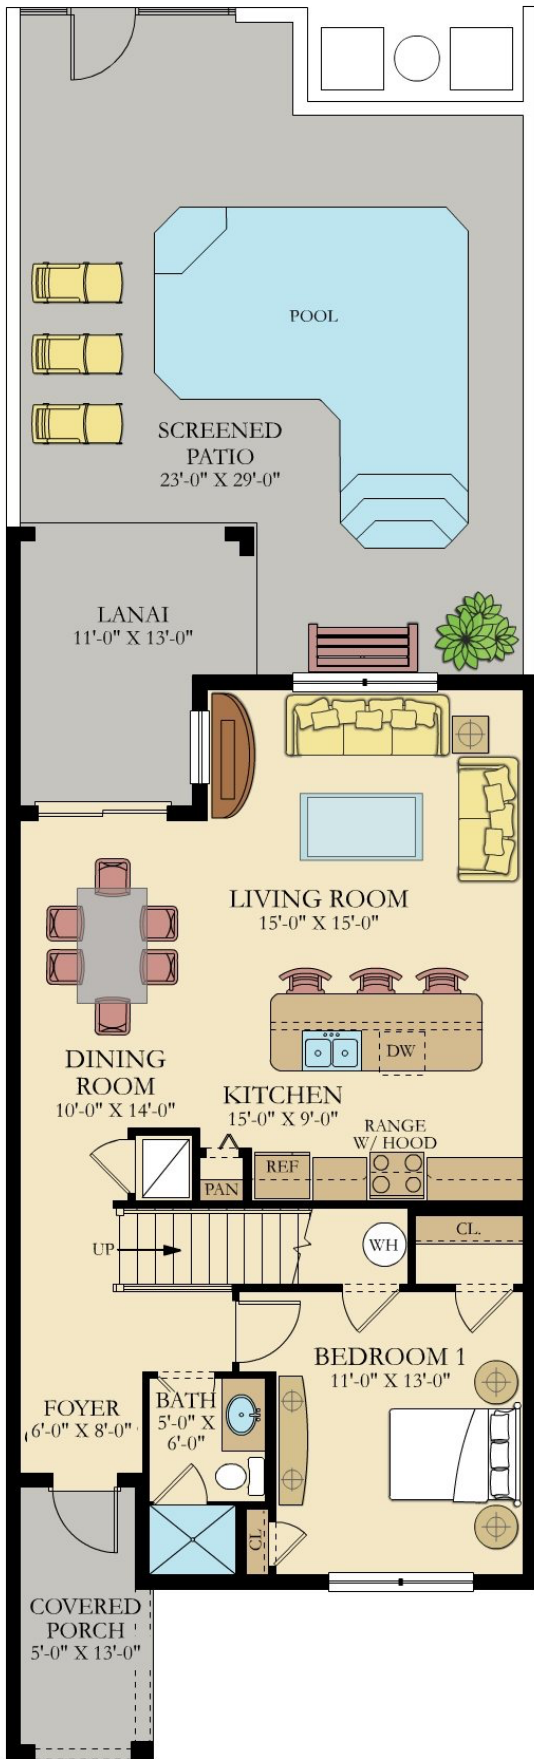 POOL
SCREENED
PATIO
23'-0" X 29'-0"
LANAI
11'-0" X 13'-0"
LIVING ROOM
15'-0" X 15'-0"
DW
DINING
ROOM
10'-0" X 14'-0"
KITCHEN
15'-0" X 9'-0"
RANGE
W/ HOOD
REF
PAN
UP
WH
CL.
BEDROOM 1
11'-0" X 13'-0"
BATH
5'-0" X
6'-0"
FOYER
6'-0" X 8'-0"
CL
COVERED
PORCH
5'-0" X 13'-0"